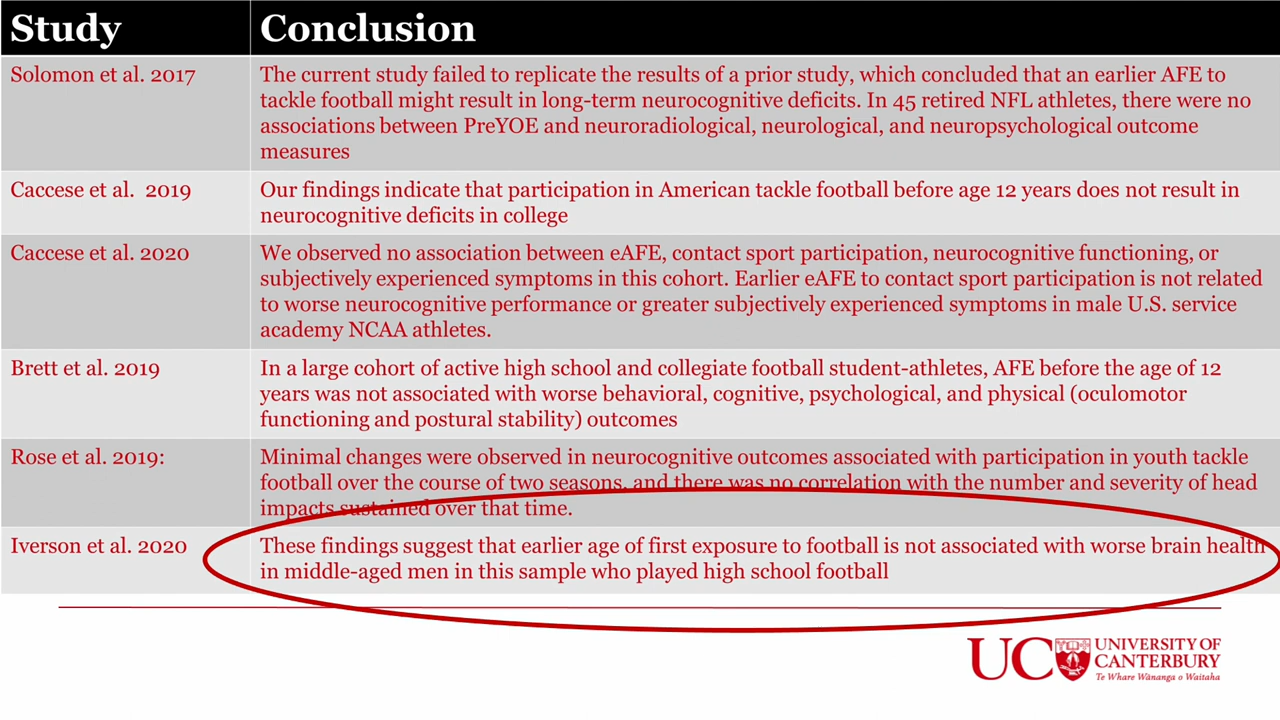 Study
Conclusion
Solomon et al. 2017
The current study failed to replicate the results of a prior study, which concluded that an earlier AFE to
tackle football might result in long-term neurocognitive deficits. In 45 retired NFL athletes, there were no
associations between PreYOE and neuroradiological, neurological, and neuropsychological outcome
measures
Caccese et al.  2019
Our findings indicate that participation in American tackle football before age 12 years does not result in
neurocognitive deficits in college
Caccese et al. 2020
We observed no association between eAFE, contact sport participation, neurocognitive functioning, or
subjectively experienced symptoms in this cohort. Earlier eAFE to contact sport participation is not related
to worse neurocognitive performance or greater subjectively experienced symptoms in male U.S. service
academy NCAA athletes.
Brett et al. 2019
In a large cohort of active high school and collegiate football student-athletes, AFE before the age of 12
years was not associated with worse behavioral, cognitive, psychological, and physical (oculomotor
functioning and postural stability) outcomes
Rose et al. 2019:
Minimal changes were observed in neurocognitive outcomes associated with participation in youth tackle
football over the course of two seasons, and there was no correlation with the number and severity of head
impacts sustained over that time.
Iverson et al. 2020
These findings suggest that earlier age of first exposure to football is not associated with worse brain health
in middle-aged men in this sample who played high school football
UC
UNIVERSITY OF
CANTERBURY
Te Whare Wānanga o Waitaha